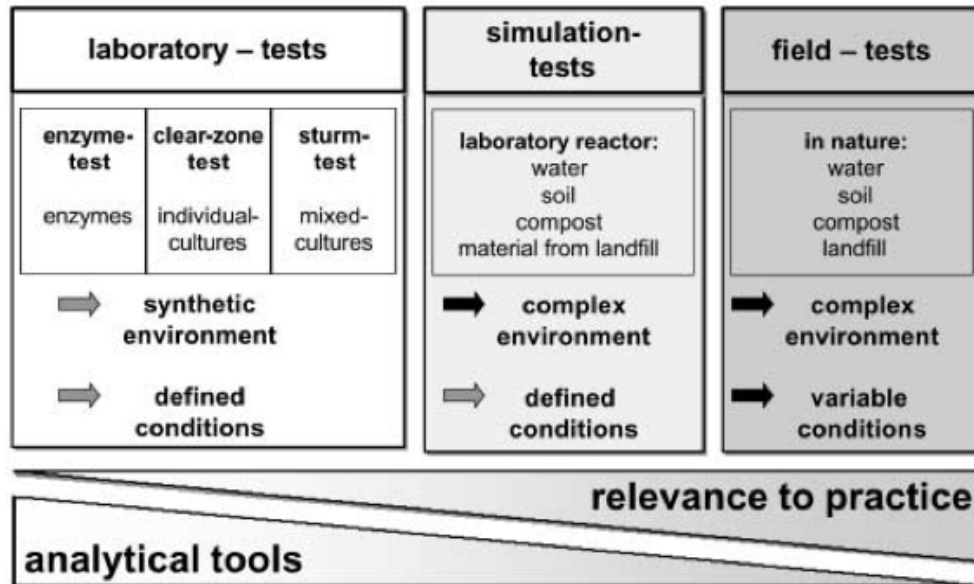 laboratory – tests
enzyme-
test
enzymes
clear-zone
test
individual-
cultures
sturm-
test
mixed-
cultures
synthetic
environment
defined
conditions
simulation-
tests
laboratory reactor:
water
soil
compost
material from landfill
complex
environment
defined
conditions
field – tests
in nature:
water
soil
compost
landfill
complex
environment
variable
conditions
relevance to practice
analytical tools